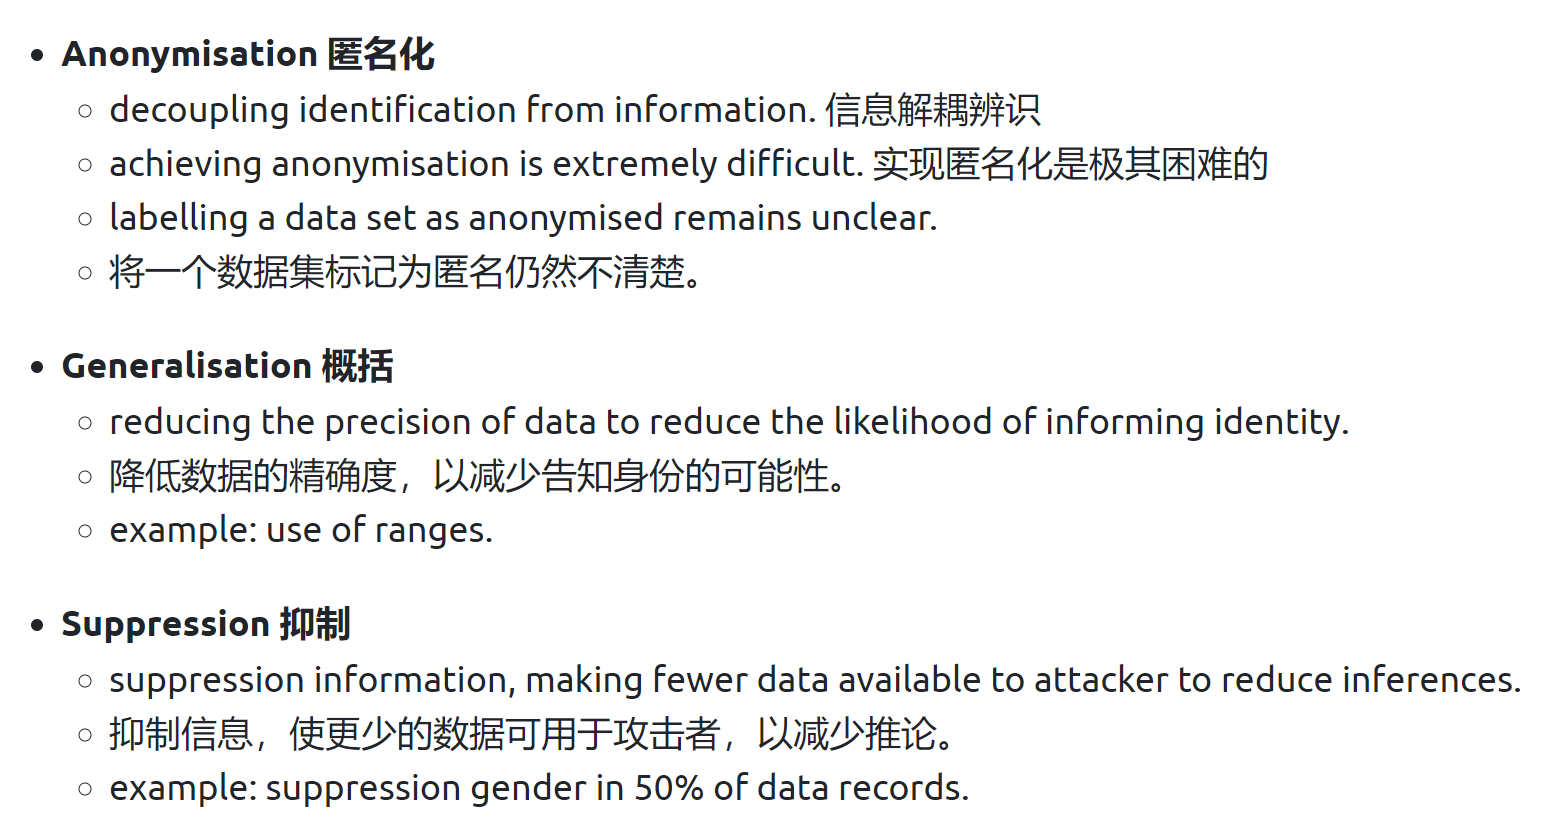 Anonymisation 匿名化
decoupling identification from information. 信息解耦辨识
achieving anonymisation is extremely difficult. 实现匿名化是极其困难的
labelling a data set as anonymised remains unclear.
将一个数据集标记为匿名仍然不清楚。
Generalisation 概括
reducing the precision of data to reduce the likelihood of informing identity.
降低数据的精确度，以减少告知身份的可能性。
example: use of ranges.
Suppression 抑制
suppression information, making fewer data available to attacker to reduce inferences.
抑制信息，使更少的数据可用于攻击者，以减少推论。
example: suppression gender in 50% of data records.